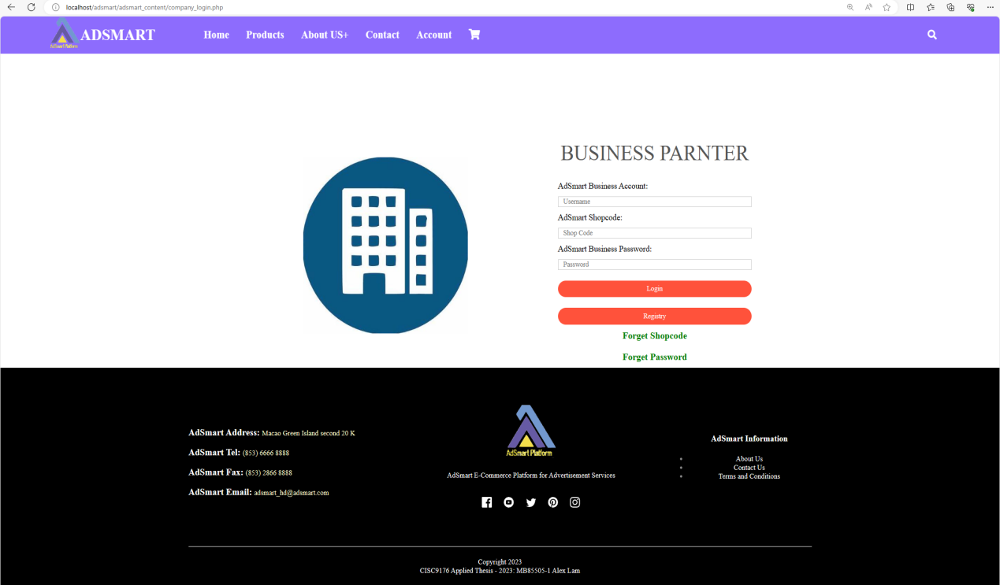 localhost/adsmart/adsmart_content/company_login.php
AdSmart Platform
ADSMART
Home
Products
About US+
Contact
Account
BUSINESS PARNTER
AdSmart Business Account:
Username
AdSmart Shopcode:
Shop Code
AdSmart Business Password:
Password
Login
Registry
Forget Shopcode
Forget Password
AdSmart Address: Macao Green Island second 20 K
AdSmart Tel: (853) 6666 8888
AdSmart Fax: (853) 2866 8888
AdSmart Email: adsmart_hd@adsmart.com
AdSmart Platform
AdSmart E-Commerce Platform for Advertisement Services
AdSmart Information
About Us
Contact Us
Terms and Conditions
Copyright 2023
CISC9176 Applied Thesis - 2023: MB85505-1 Alex Lam